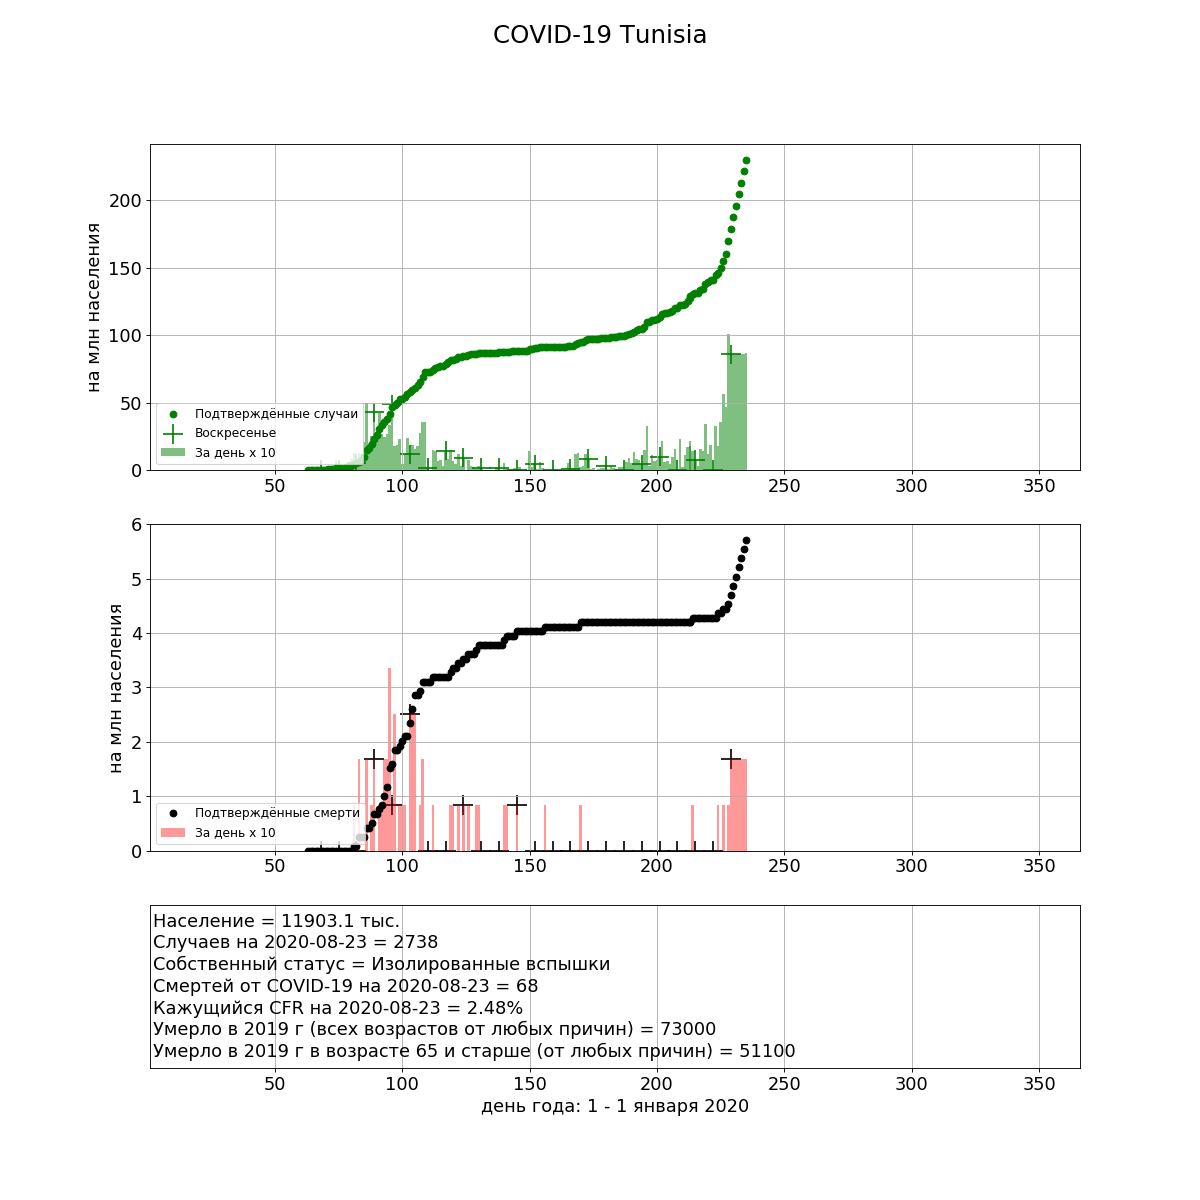 COVID-19 Tunisia
200
150
100
50
0
на млн населения
Подтверждённые случаи
Воскресенье
За день x 10
50 100 150 200 250 300 350
6
5
4
3
2
1
0
на млн населения
Подтверждённые смерти
За день x 10
50 100 150 200 250 300 350
Население = 11903.1 тыс.
Случаев на 2020-08-23 = 2738
Собственный статус = Изолированные вспышки
Смертей от COVID-19 на 2020-08-23 = 68
Кажущийся CFR на 2020-08-23 = 2.48%
Умерло в 2019 г (всех возрастов от любых причин) = 73000
Умерло в 2019 г в возрасте 65 и старше (от любых причин) = 51100
50 100 150 200 250 300 350
день года: 1 - 1 января 2020